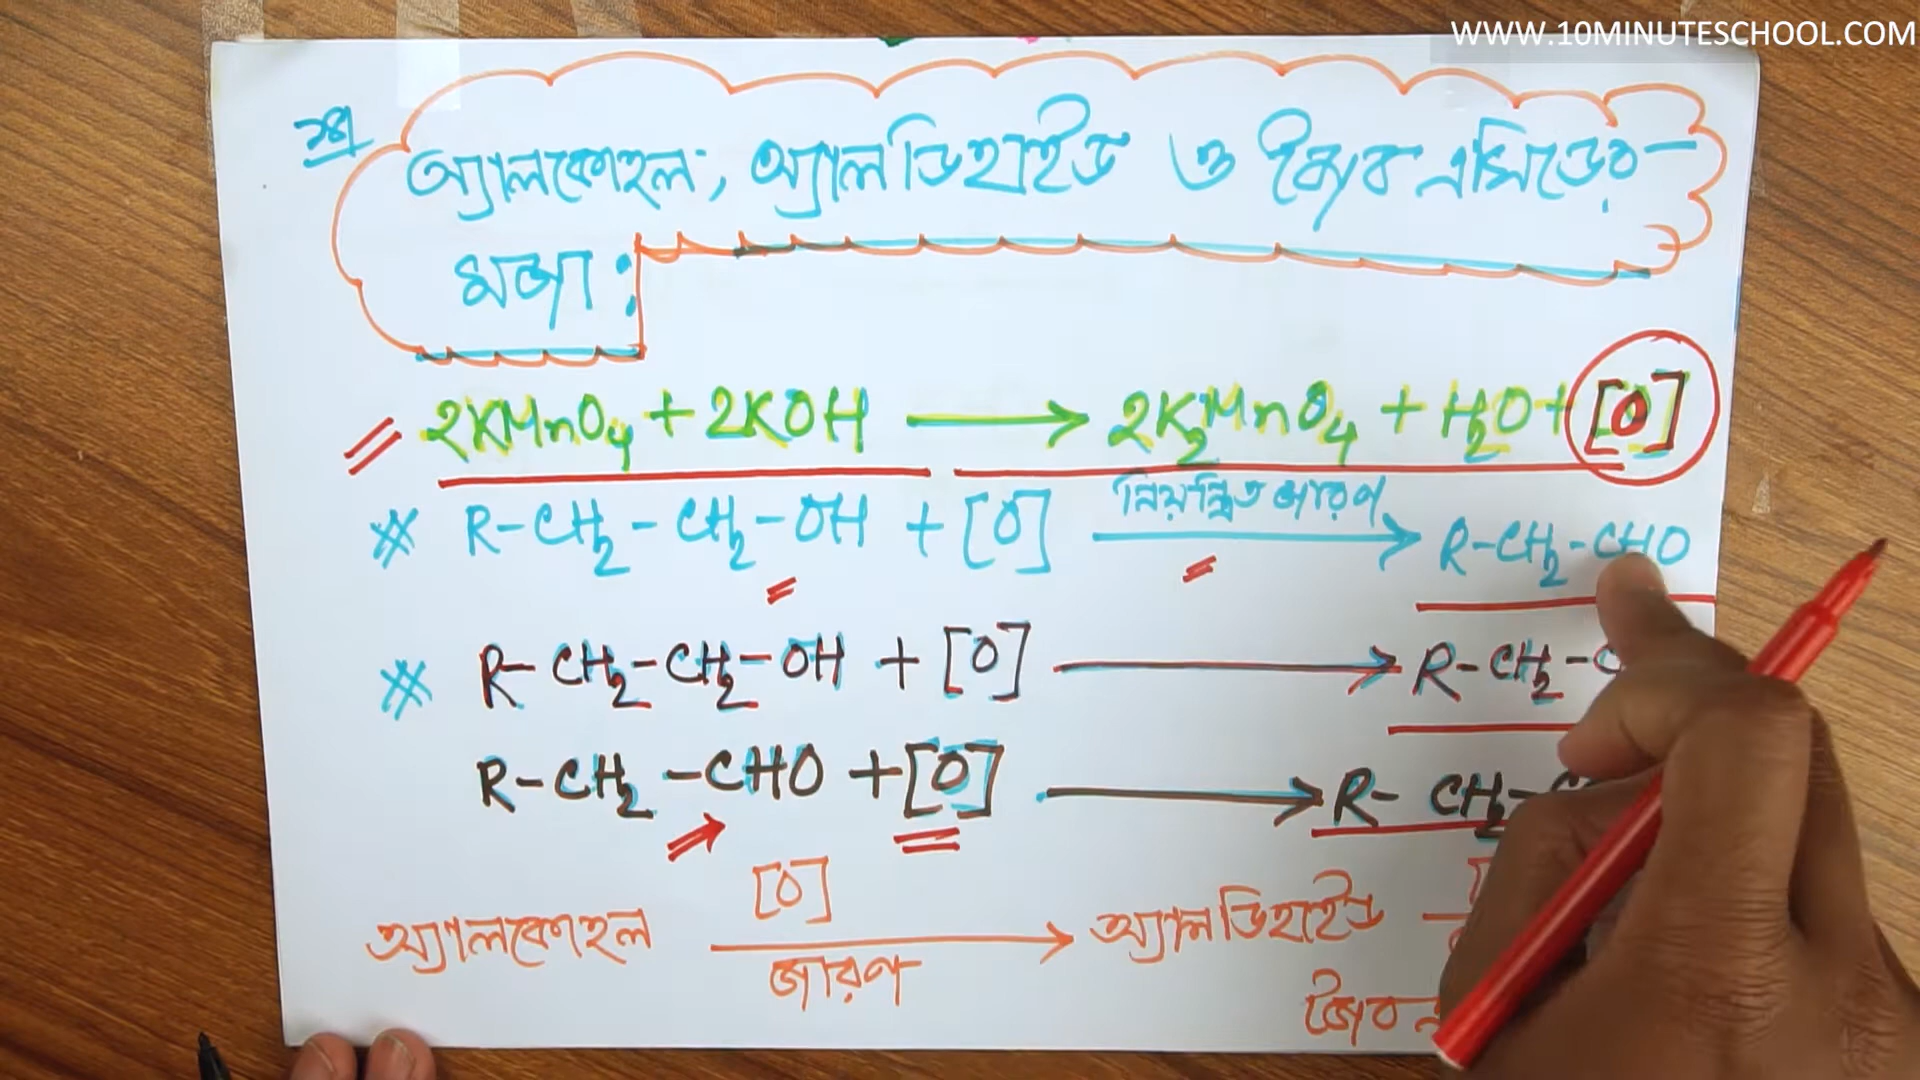 WWW.10MINUTESCHOOL.COM
অ্যালকোহল, অ্যালডিহাইড ও জৈব এসিডের
মজা :
2KMnO₄ + 2KOH → 2K₂MnO₄ + H₂O + [O]
* R-CH₂-CH₂-OH + [O] নিয়ন্ত্রিত জারণ → R-CH₂-CHO
* R-CH₂-CH₂-OH + [O] → R-CH₂-C
R-CH₂-CHO + [O] → R-CH₂-
অ্যালকোহল [O] জারণ → অ্যালডিহাইড
জৈব